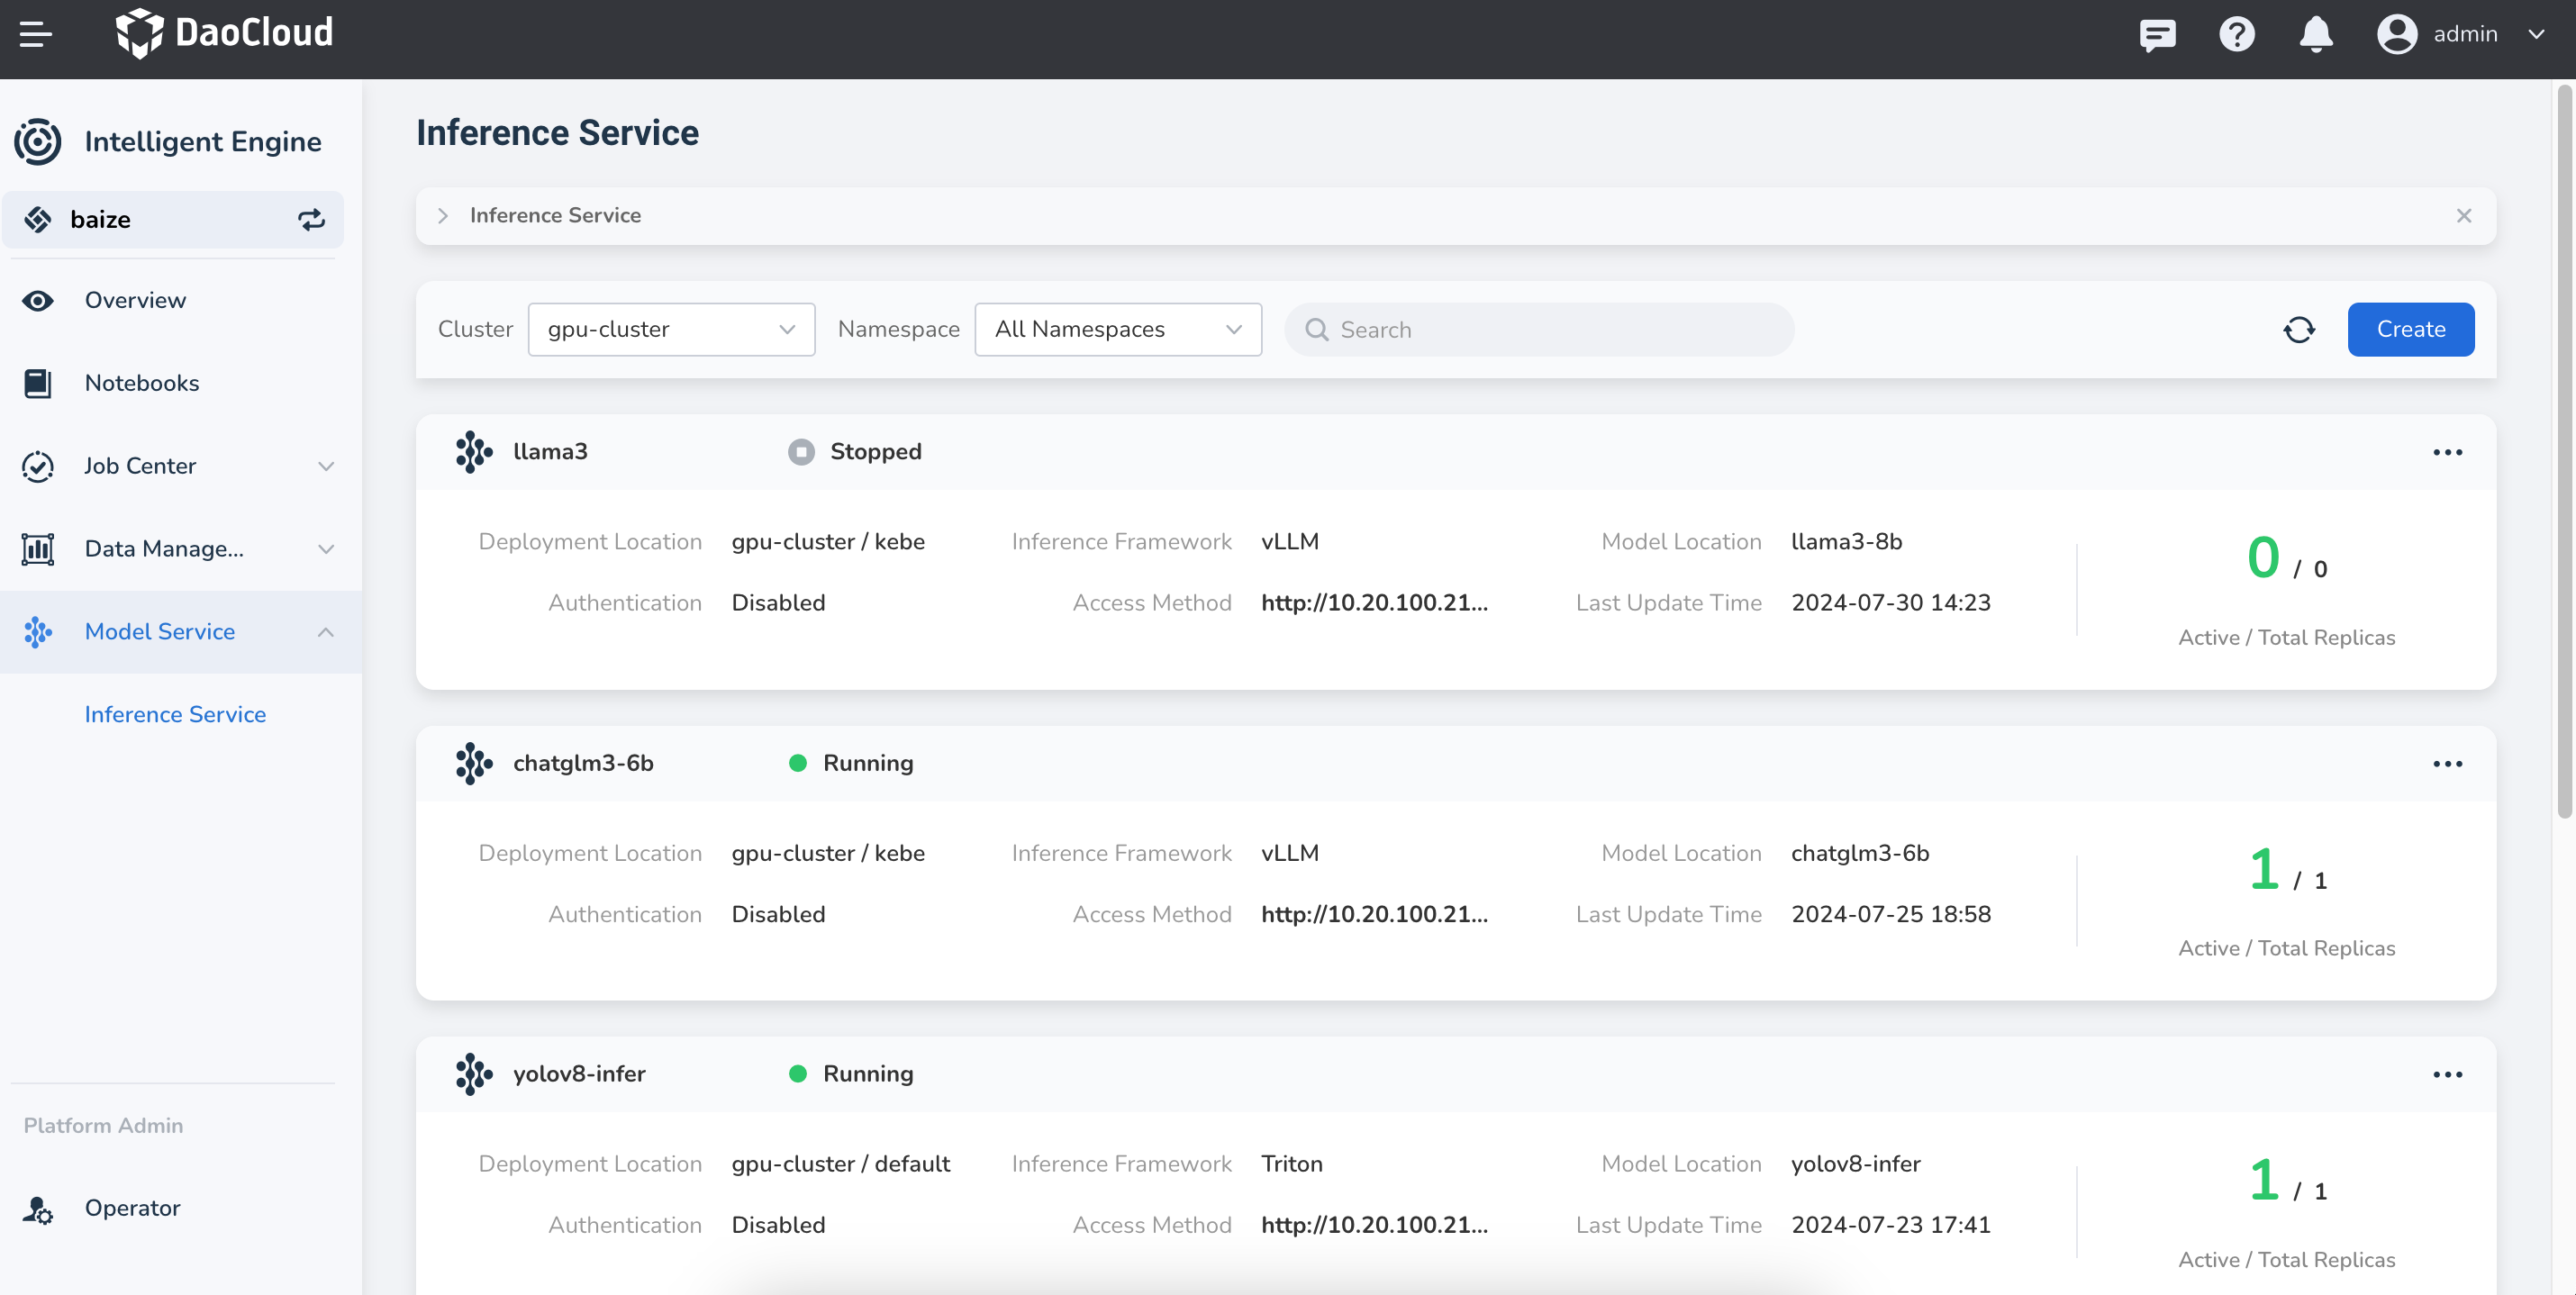 DaoCloud
admin
Intelligent Engine
baize
Overview
Notebooks
Job Center
Data Manage...
Model Service
Inference Service
Platform Admin
Operator
Inference Service
Inference Service
Cluster gpu-cluster Namespace All Namespaces Search Create
llama3 Stopped
Deployment Location gpu-cluster / kebe Inference Framework vLLM Model Location llama3-8b
Authentication Disabled Access Method http://10.20.100.21... Last Update Time 2024-07-30 14:23
0 / 0
Active / Total Replicas
chatglm3-6b Running
Deployment Location gpu-cluster / kebe Inference Framework vLLM Model Location chatglm3-6b
Authentication Disabled Access Method http://10.20.100.21... Last Update Time 2024-07-25 18:58
1 / 1
Active / Total Replicas
yolov8-infer Running
Deployment Location gpu-cluster / default Inference Framework Triton Model Location yolov8-infer
Authentication Disabled Access Method http://10.20.100.21... Last Update Time 2024-07-23 17:41
1 / 1
Active / Total Replicas